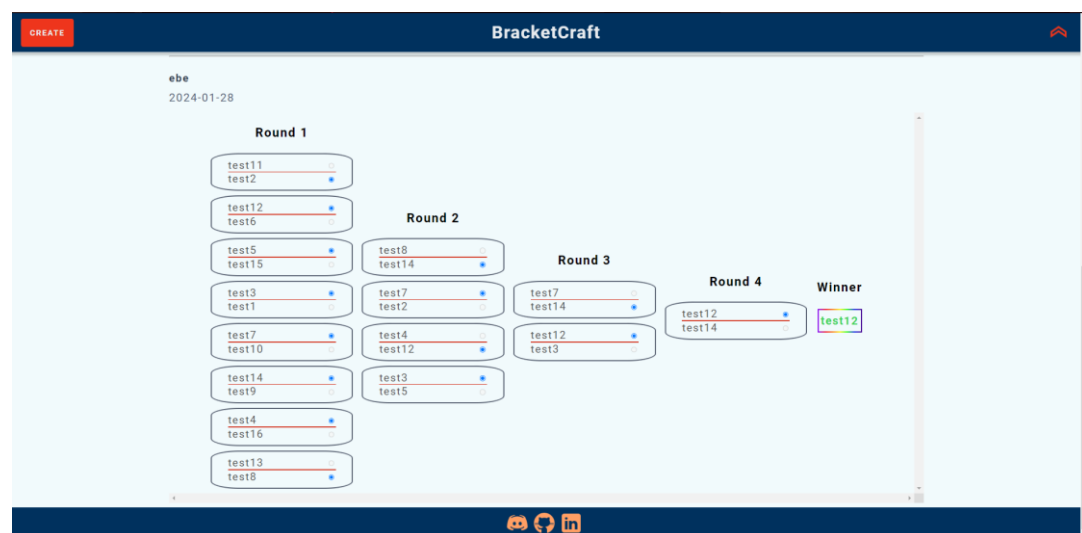 CREATE
BracketCraft
ebe
2024-01-28
Round 1
test11
test2
test12
test6
test5
test15
test3
test1
test7
test10
test14
test9
test4
test16
test13
test8
Round 2
test8
test14
test7
test2
test4
test12
test3
test5
Round 3
test7
test14
test12
test3
Round 4
test12
test14
Winner
test12
in